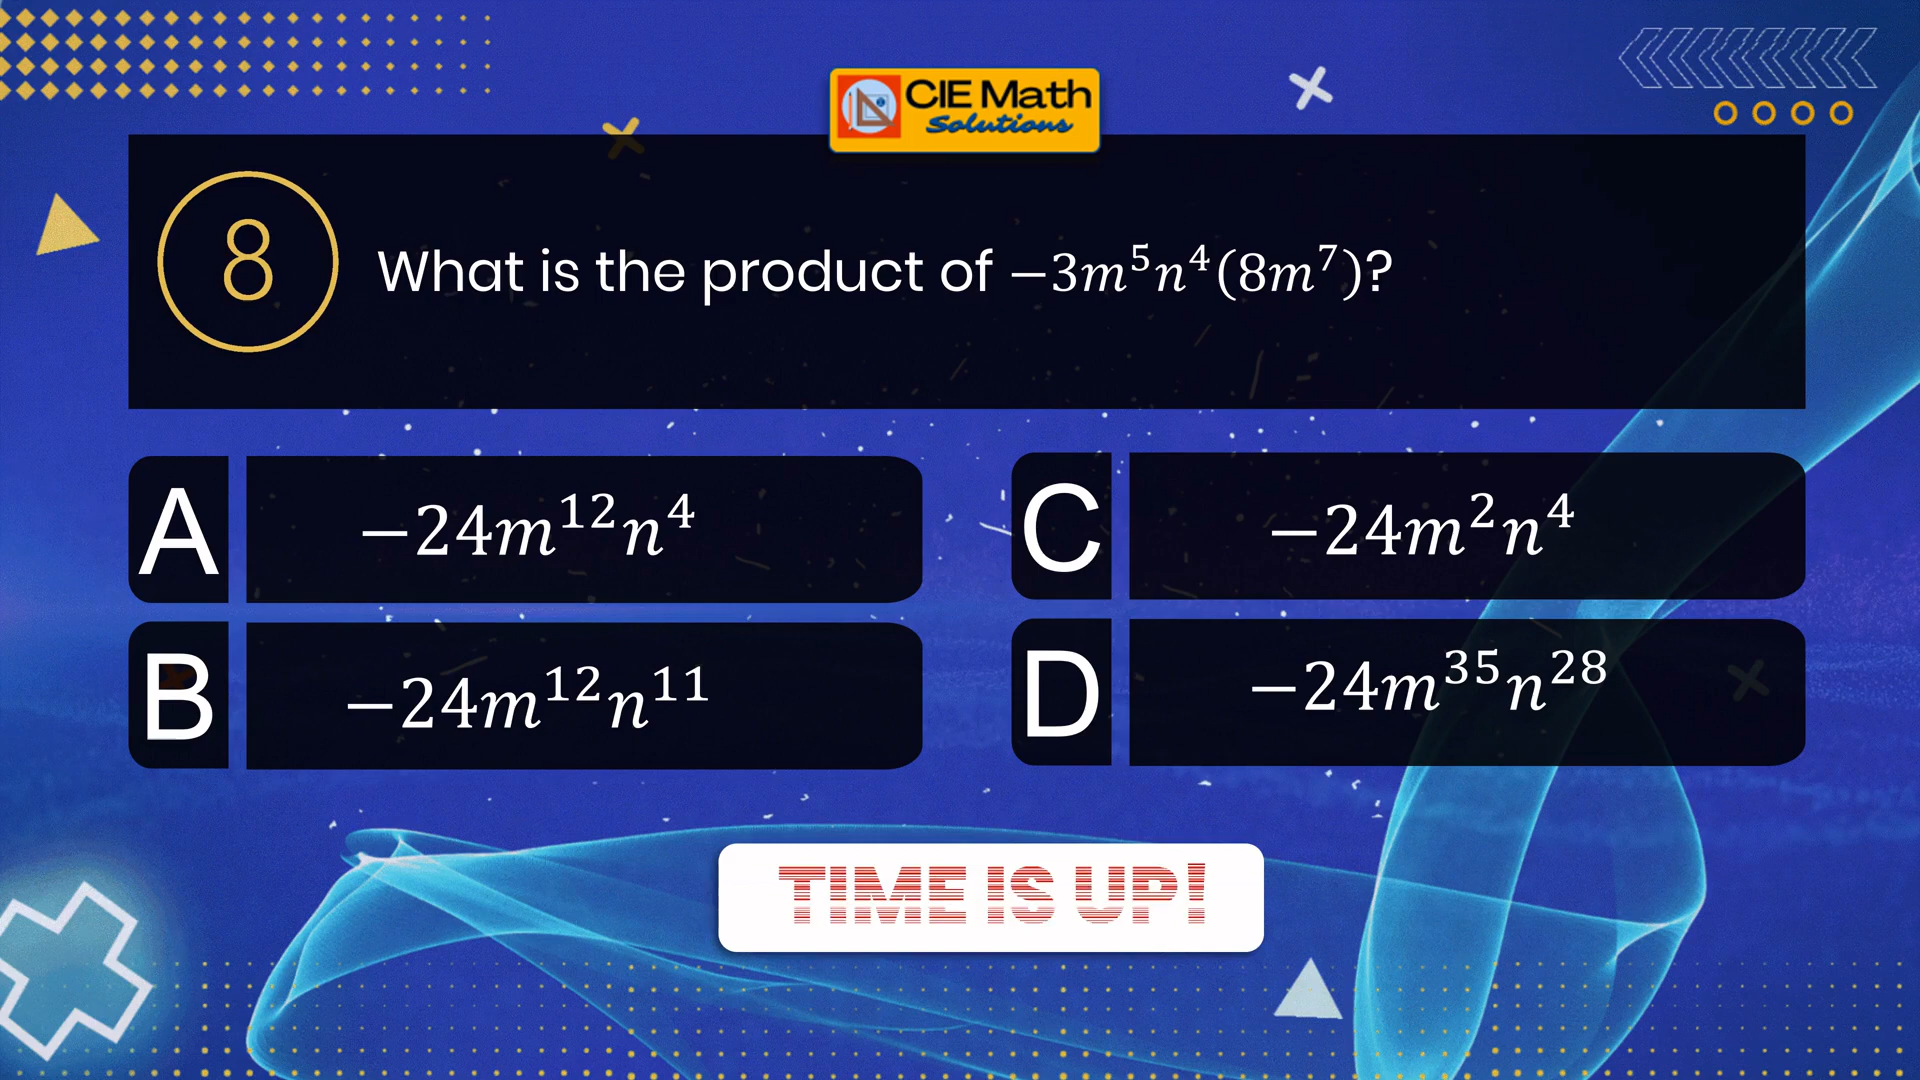 CIE Math
Solutions
8
What is the product of −3m⁵n⁴(8m⁷)?
A
−24m¹²n⁴
B
−24m¹²n¹¹
C
−24m²n⁴
D
−24m³⁵n²⁸
TIME IS UP!